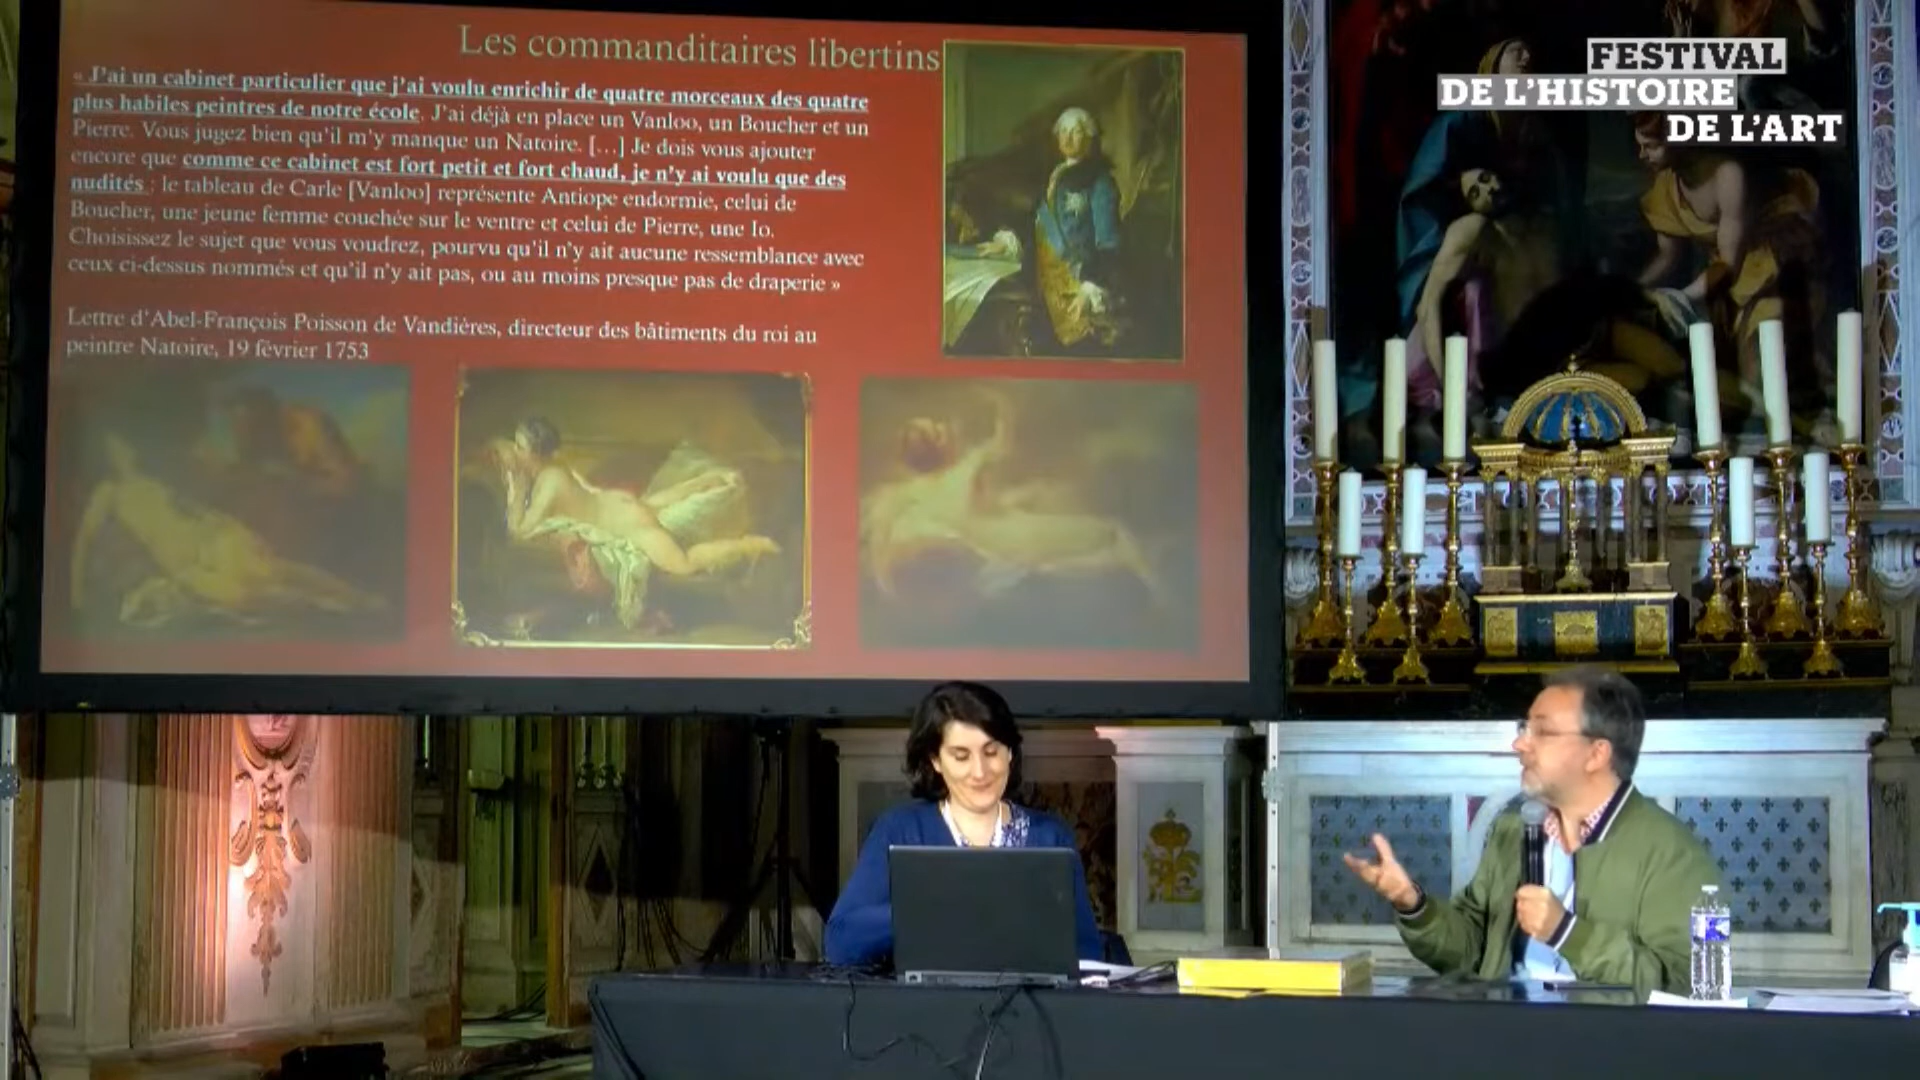 Les commanditaires libertins
« J'ai un cabinet particulier que j'ai voulu enrichir de quatre morceaux des quatre
plus habiles peintres de notre école. J'ai déjà en place un Vanloo, un Boucher et un
Pierre. Vous jugez bien qu'il m'y manque un Natoire. […] Je dois vous ajouter
encore que comme ce cabinet est fort petit et fort chaud, je n'y ai voulu que des
nudités : le tableau de Carle [Vanloo] représente Antiope endormie, celui de
Boucher, une jeune femme couchée sur le ventre et celui de Pierre, une Io.
Choisissez le sujet que vous voudrez, pourvu qu'il n'y ait aucune ressemblance avec
ceux ci-dessus nommés et qu'il n'y ait pas, ou au moins presque pas de draperie »
Lettre d'Abel-François Poisson de Vandières, directeur des bâtiments du roi au
peintre Natoire, 19 février 1753
FESTIVAL
DE L'HISTOIRE
DE L'ART